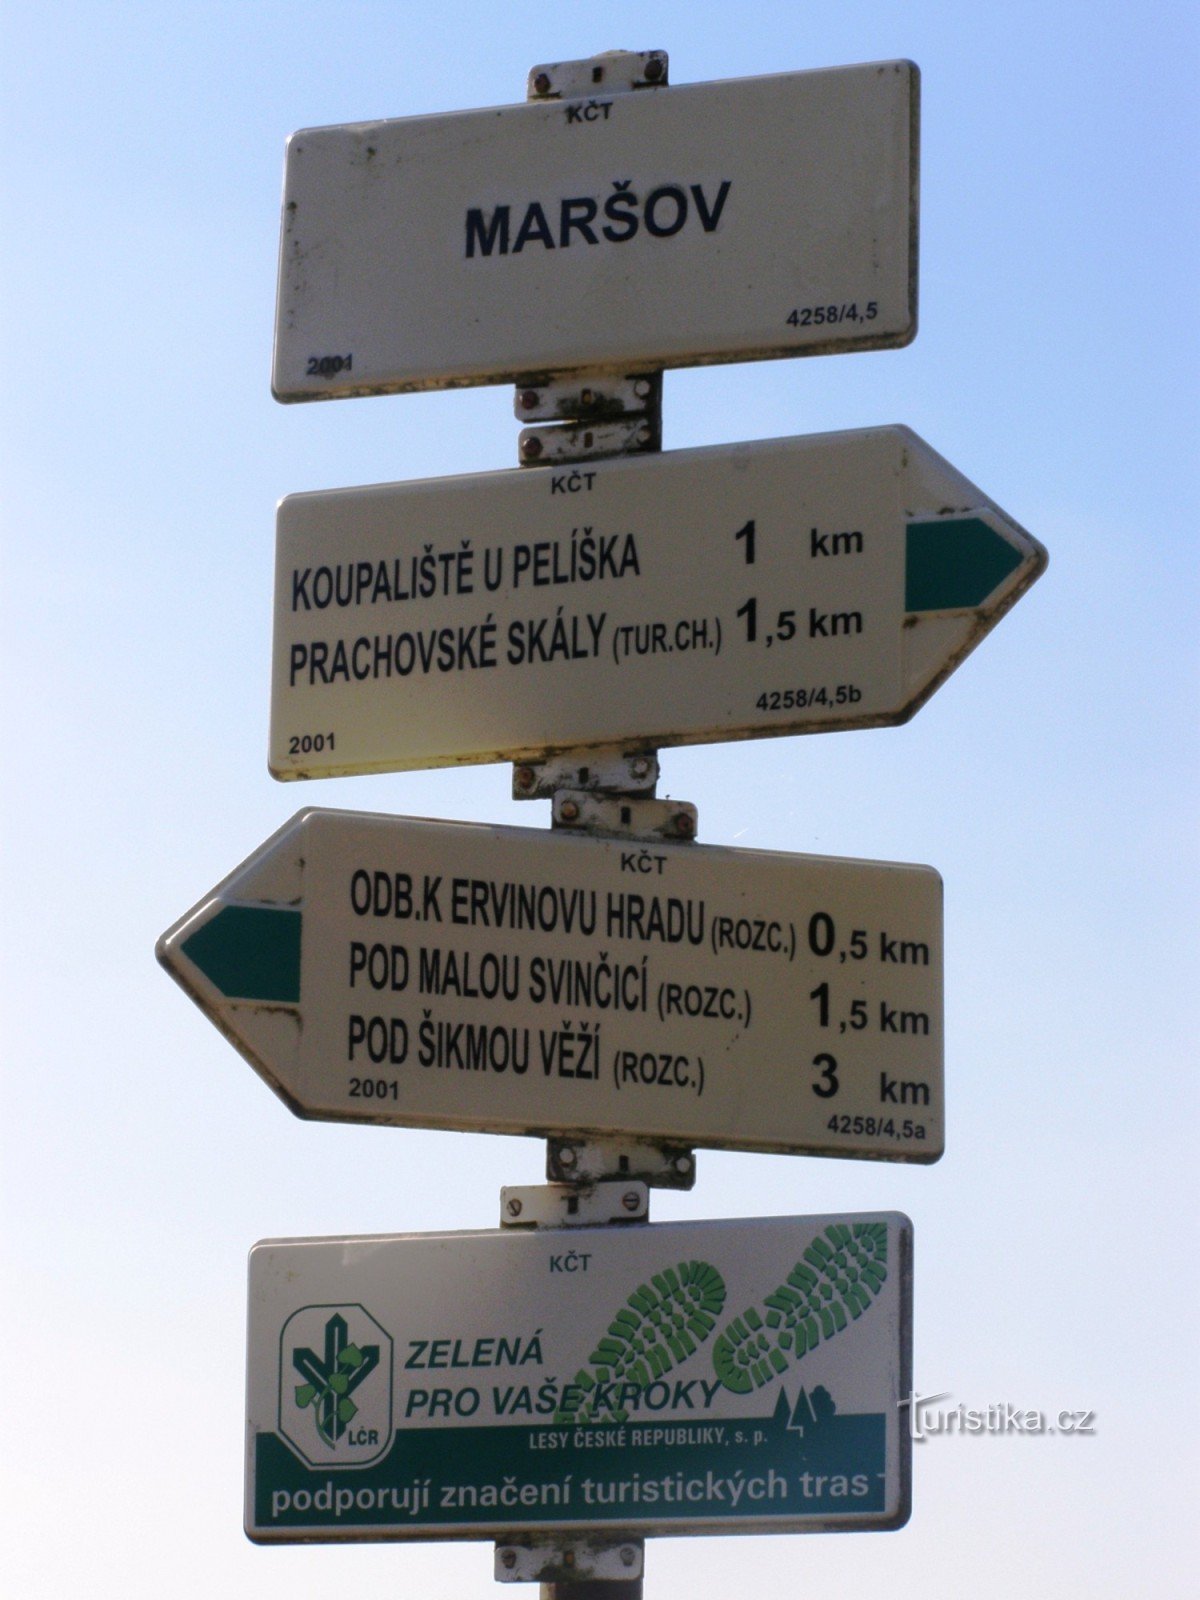 KČT
MARŠOV
4258/4,5
2001
KČT
KOUPALIŠTĚ U PELÍŠKA 1 km
PRACHOVSKÉ SKÁLY (TUR.CH.) 1,5 km
4258/4,5b
2001
KČT
ODB.K ERVINOVU HRADU (ROZC.) 0,5 km
POD MALOU SVINČICÍ (ROZC.) 1,5 km
POD ŠIKMOU VĚŽÍ (ROZC.) 3 km
2001
4258/4,5a
KČT
ZELENÁ
PRO VAŠE KROKY
LČR
LESY ČESKÉ REPUBLIKY, s. p.
podporují značení turistických tras
Turistika.cz